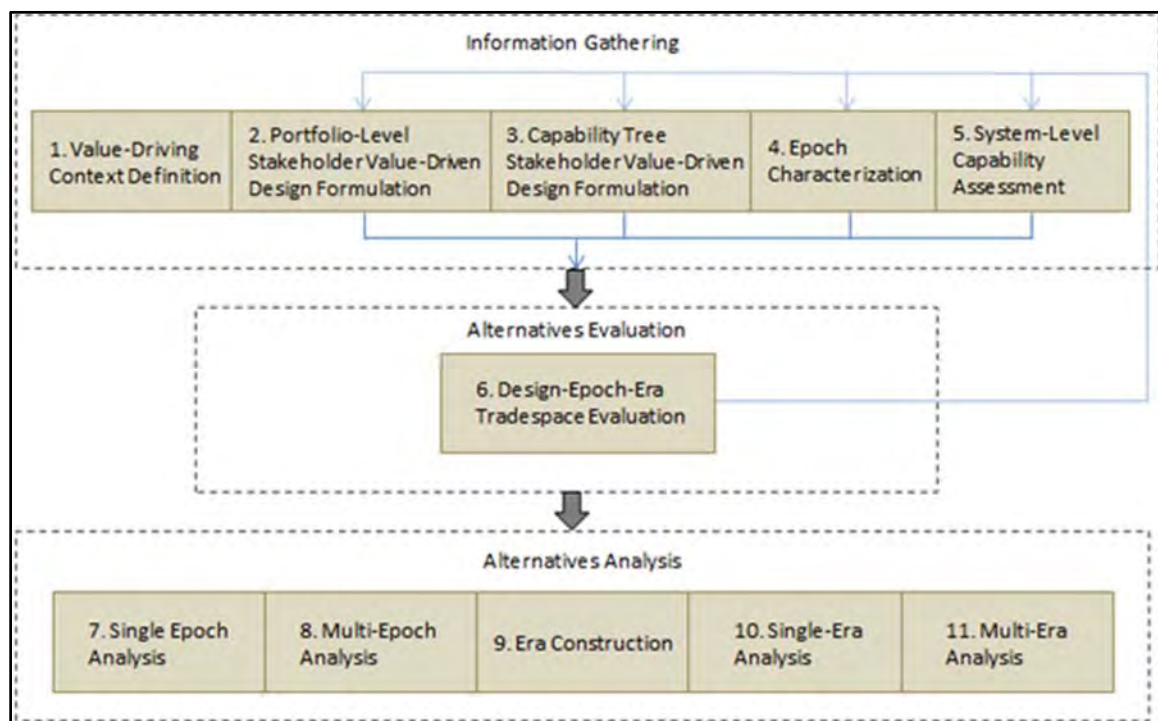 Information Gathering
1. Value-Driving
Context Definition
2. Portfolio-Level
Stakeholder Value-Driven
Design Formulation
3. Capability Tree
Stakeholder Value-Driven
Design Formulation
4. Epoch
Characterization
5. System-Level
Capability
Assessment
Alternatives Evaluation
6. Design-Epoch-Era
Tradespace Evaluation
Alternatives Analysis
7. Single Epoch
Analysis
8. Multi-Epoch
Analysis
9. Era Construction
10. Single-Era
Analysis
11. Multi-Era
Analysis